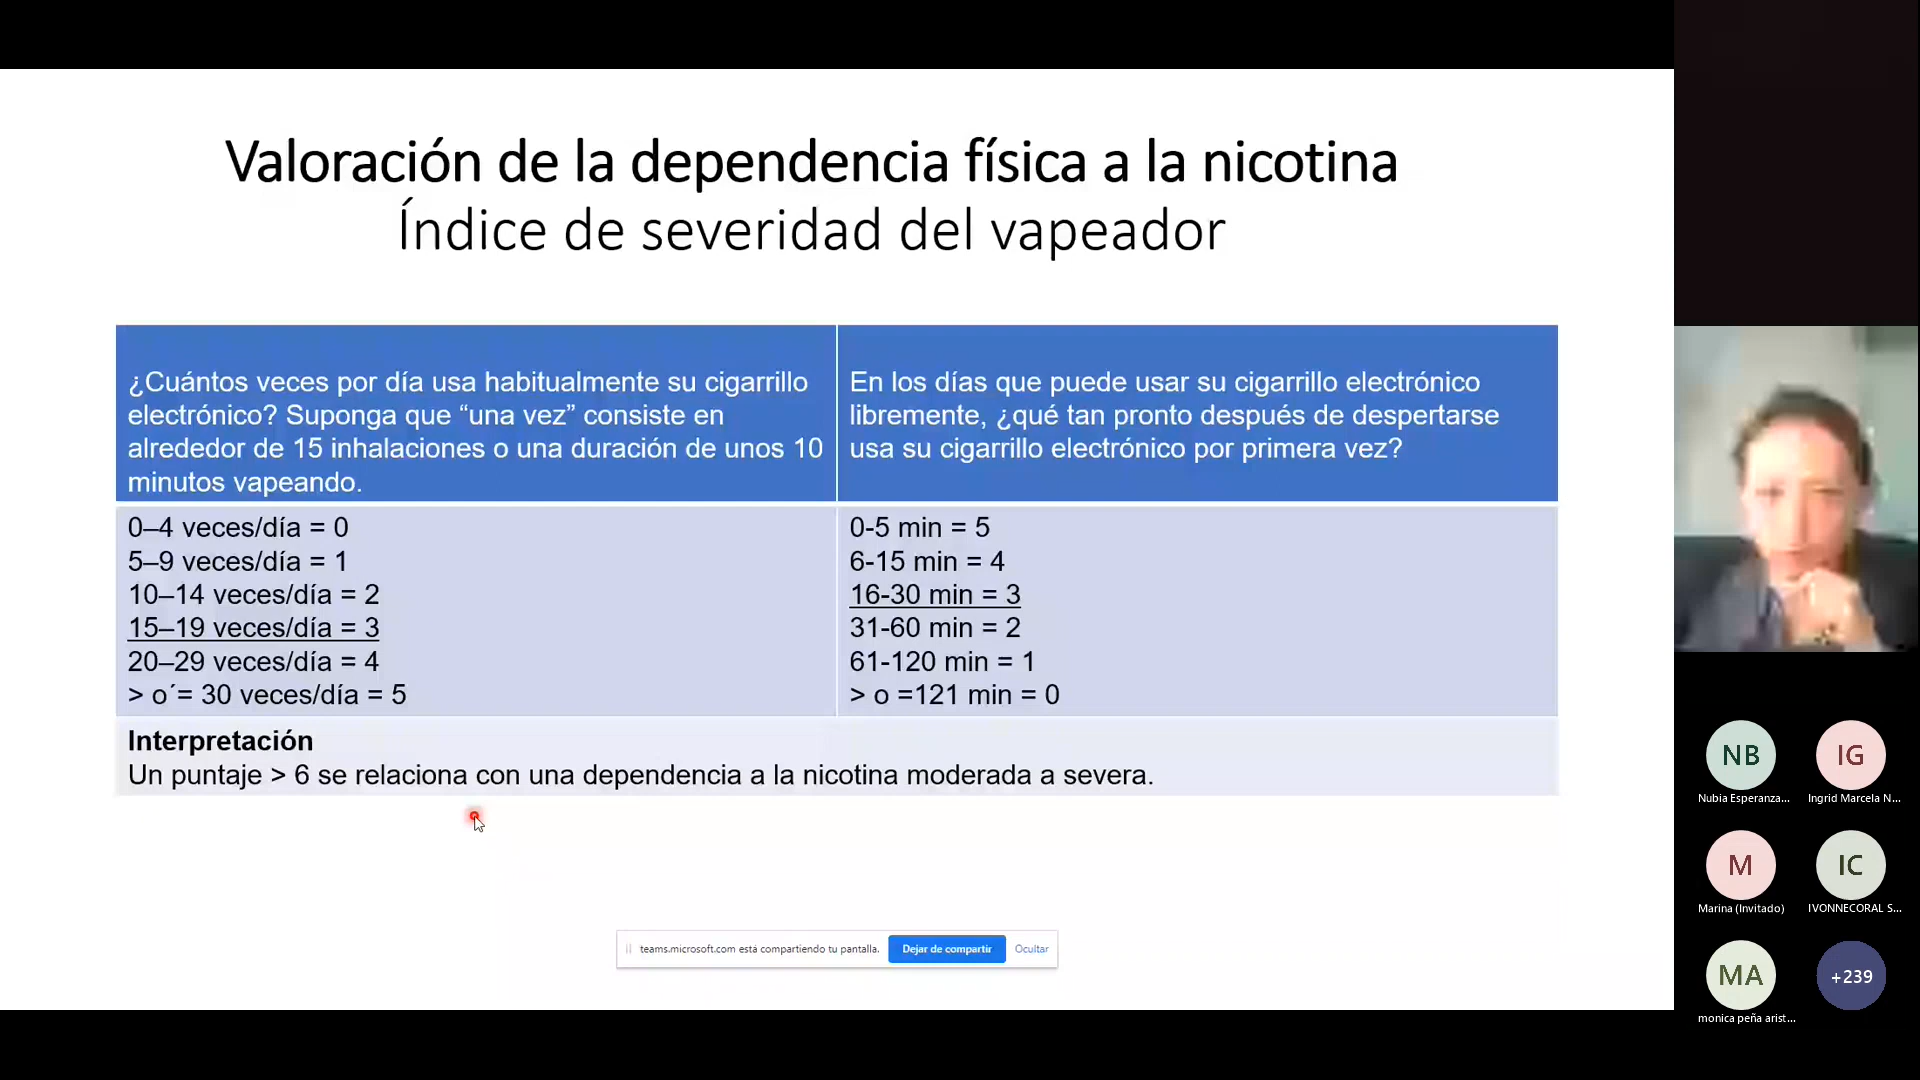 Valoración de la dependencia física a la nicotina
Índice de severidad del vapeador
¿Cuántos veces por día usa habitualmente su cigarrillo
electrónico? Suponga que “una vez” consiste en
alrededor de 15 inhalaciones o una duración de unos 10
minutos vapeando.
En los días que puede usar su cigarrillo electrónico
libremente, ¿qué tan pronto después de despertarse
usa su cigarrillo electrónico por primera vez?
0–4 veces/día = 0
5–9 veces/día = 1
10–14 veces/día = 2
15–19 veces/día = 3
20–29 veces/día = 4
> o´= 30 veces/día = 5
0-5 min = 5
6-15 min = 4
16-30 min = 3
31-60 min = 2
61-120 min = 1
> o =121 min = 0
Interpretación
Un puntaje > 6 se relaciona con una dependencia a la nicotina moderada a severa.
teams.microsoft.com está compartiendo tu pantalla.
Dejar de compartir
Ocultar
NB
Nubia Esperanza...
IG
Ingrid Marcela N...
M
Marina (Invitado)
IC
IVONNECORAL S...
MA
monica peña arist...
+239